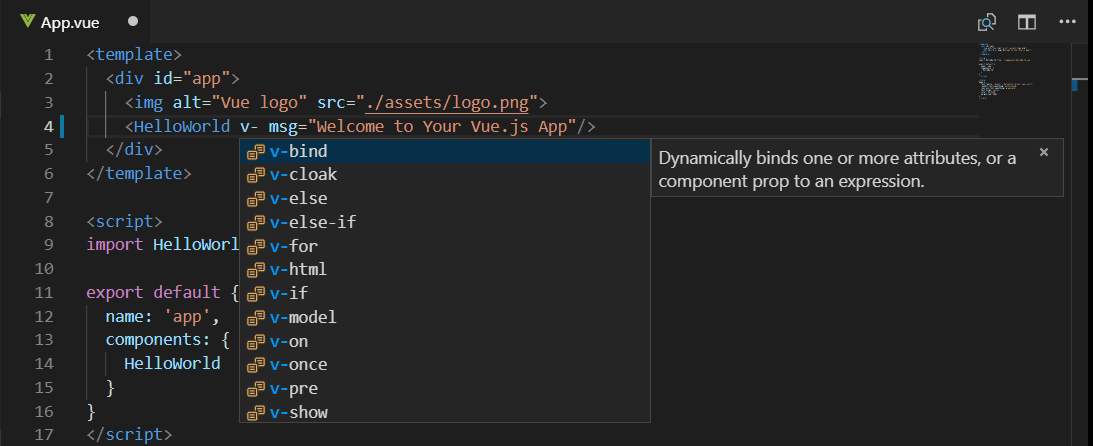 App.vue
1 <template>
2 <div id="app">
3 <img alt="Vue logo" src="./assets/logo.png">
4 <HelloWorld v- msg="Welcome to Your Vue.js App"/>
5 </div>
6 </template>
7
8 <script>
9 import HelloWorl
10
11 export default {
12 name: 'app',
13 components: {
14 HelloWorld
15 }
16 }
17 </script>
v-bind
v-cloak
v-else
v-else-if
v-for
v-html
v-if
v-model
v-on
v-once
v-pre
v-show
Dynamically binds one or more attributes, or a
component prop to an expression.